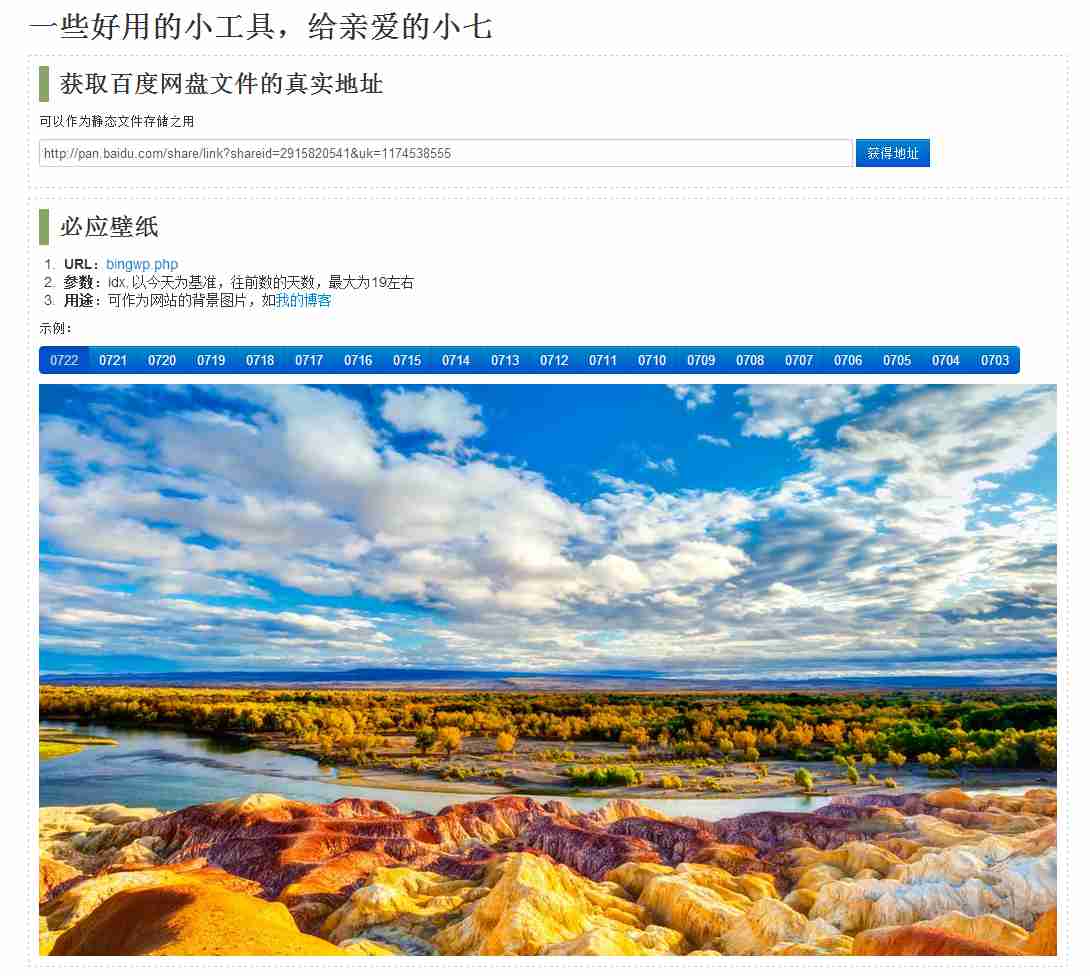 一些好用的小工具，给亲爱的小七
获取百度网盘文件的真实地址
可以作为静态文件存储之用
http://pan.baidu.com/share/link?shareid=2915820541&uk=1174538555 获得地址
必应壁纸
1. URL：bingwp.php
2. 参数：idx, 以今天为基准，往前数的天数，最大为19左右
3. 用途：可作为网站的背景图片，如我的博客
示例：
0722 0721 0720 0719 0718 0717 0716 0715 0714 0713 0712 0711 0710 0709 0708 0707 0706 0705 0704 0703